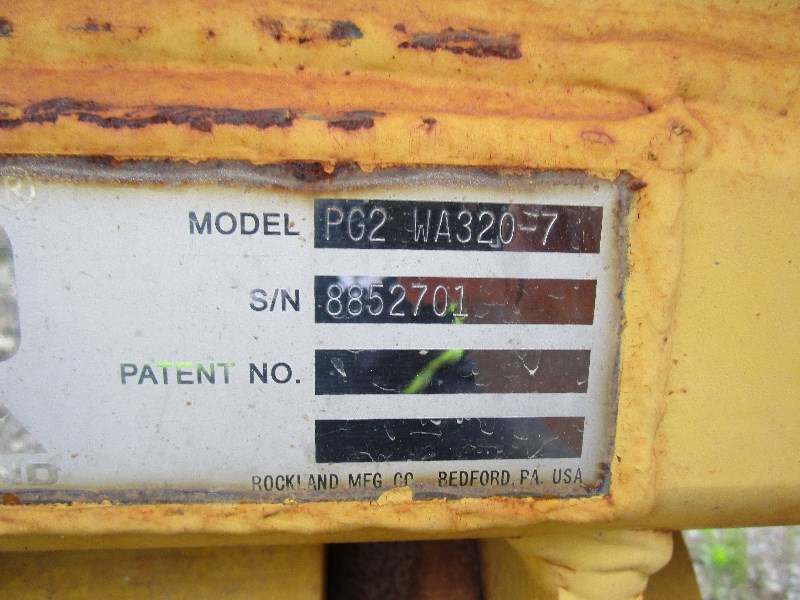 MODEL PG2 WA320-7
S/N 8852701
PATENT NO.
ROCKLAND MFG. CO., BEDFORD, PA. USA